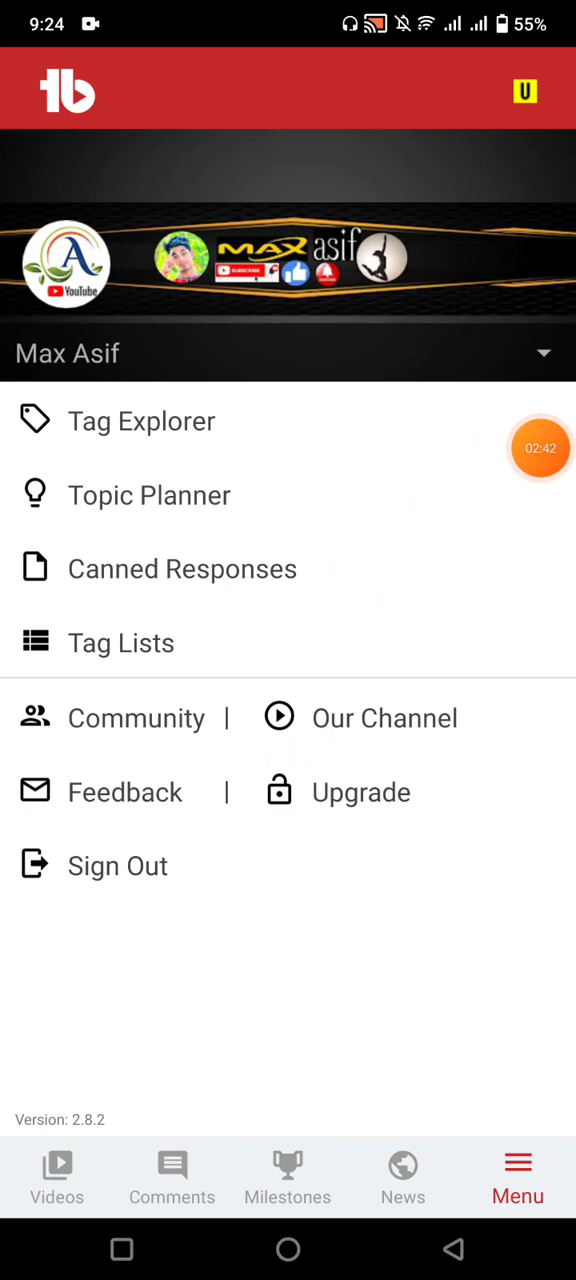 9:24 55%
tb U
A YouTube MAX asif
SUBSCRIBE
Max Asif
Tag Explorer
02:42
Topic Planner
Canned Responses
Tag Lists
Community | Our Channel
Feedback | Upgrade
Sign Out
Version: 2.8.2
Videos Comments Milestones News Menu